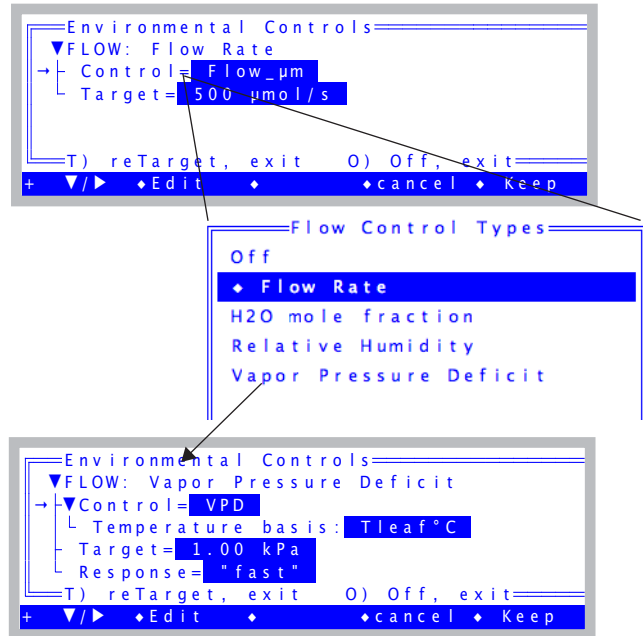 Environmental Controls
▼FLOW: Flow Rate
→ Control= Flow_µm
Target= 500 µmol/s
T) reTarget, exit O) Off, exit
+ ▼/▶ ◆Edit ◆ ◆cancel ◆ Keep
Flow Control Types
Off
◆ Flow Rate
H2O mole fraction
Relative Humidity
Vapor Pressure Deficit
Environmental Controls
▼FLOW: Vapor Pressure Deficit
→ ▼Control= VPD
Temperature basis: Tleaf°C
Target= 1.00 kPa
Response= "fast"
T) reTarget, exit O) Off, exit
+ ▼/▶ ◆Edit ◆ ◆cancel ◆ Keep